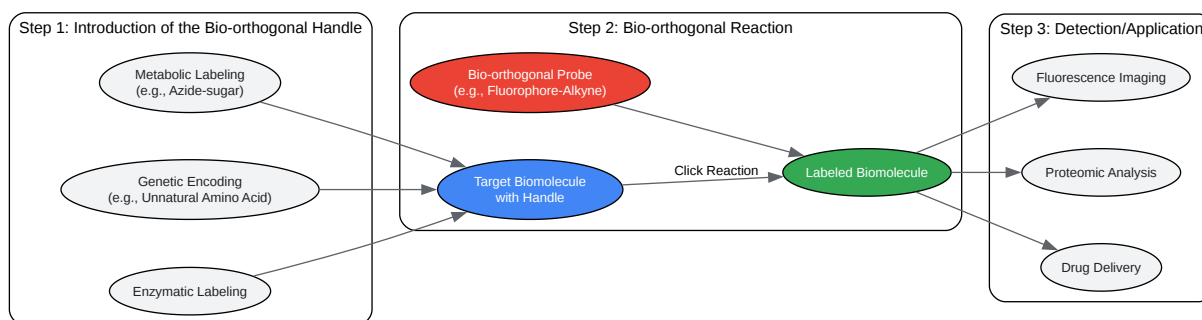 Step 1: Introduction of the Bio-orthogonal Handle
Metabolic Labeling
(e.g., Azide-sugar)
Genetic Encoding
(e.g., Unnatural Amino Acid)
Enzymatic Labeling
Step 2: Bio-orthogonal Reaction
Bio-orthogonal Probe
(e.g., Fluorophore-Alkyne)
Target Biomolecule
with Handle
Click Reaction
Labeled Biomolecule
Step 3: Detection/Application
Fluorescence Imaging
Proteomic Analysis
Drug Delivery